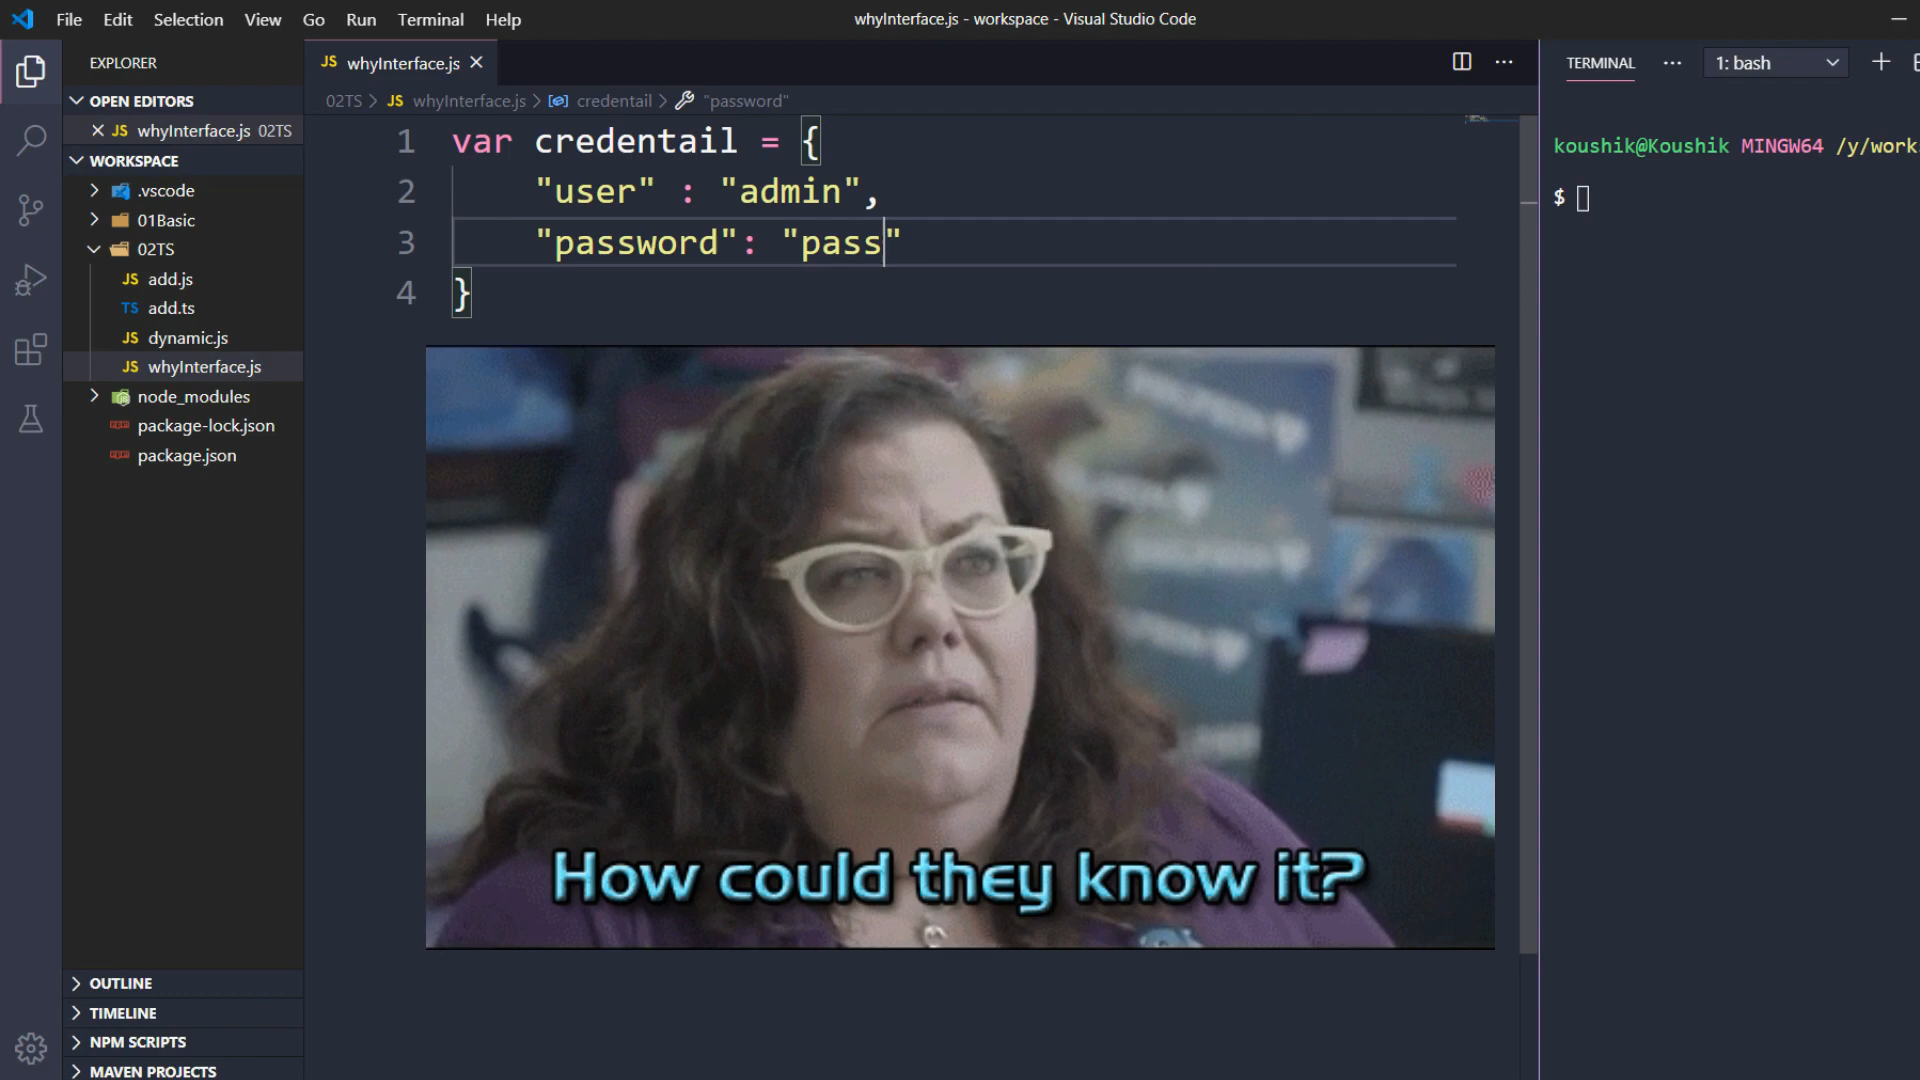 File Edit Selection View Go Run Terminal Help
whyInterface.js - workspace - Visual Studio Code
EXPLORER
OPEN EDITORS
JS whyInterface.js 02TS
WORKSPACE
.vscode
01Basic
02TS
JS add.js
TS add.ts
JS dynamic.js
JS whyInterface.js
node_modules
package-lock.json
package.json
OUTLINE
TIMELINE
NPM SCRIPTS
MAVEN PROJECTS
JS whyInterface.js
02TS > JS whyInterface.js > credentail > "password"
1 var credentail = {
2 "user" : "admin",
3 "password": "pass"
4 }
How could they know it?
TERMINAL
1: bash
koushik@Koushik MINGW64 /y/work
$